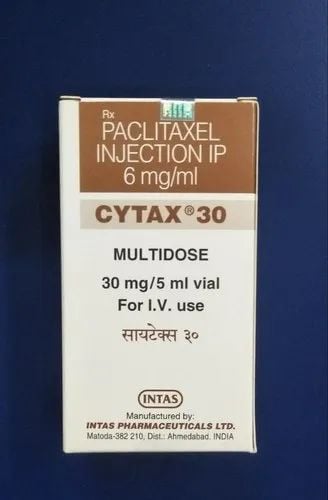 Rx
PACLITAXEL
INJECTION IP
6 mg/ml
CYTAX® 30
MULTIDOSE
30 mg/5 ml vial
For I.V. use
सायटेक्स ३०
INTAS
Manufactured by:
INTAS PHARMACEUTICALS LTD.
Matoda-382 210, Dist.: Ahmedabad. INDIA